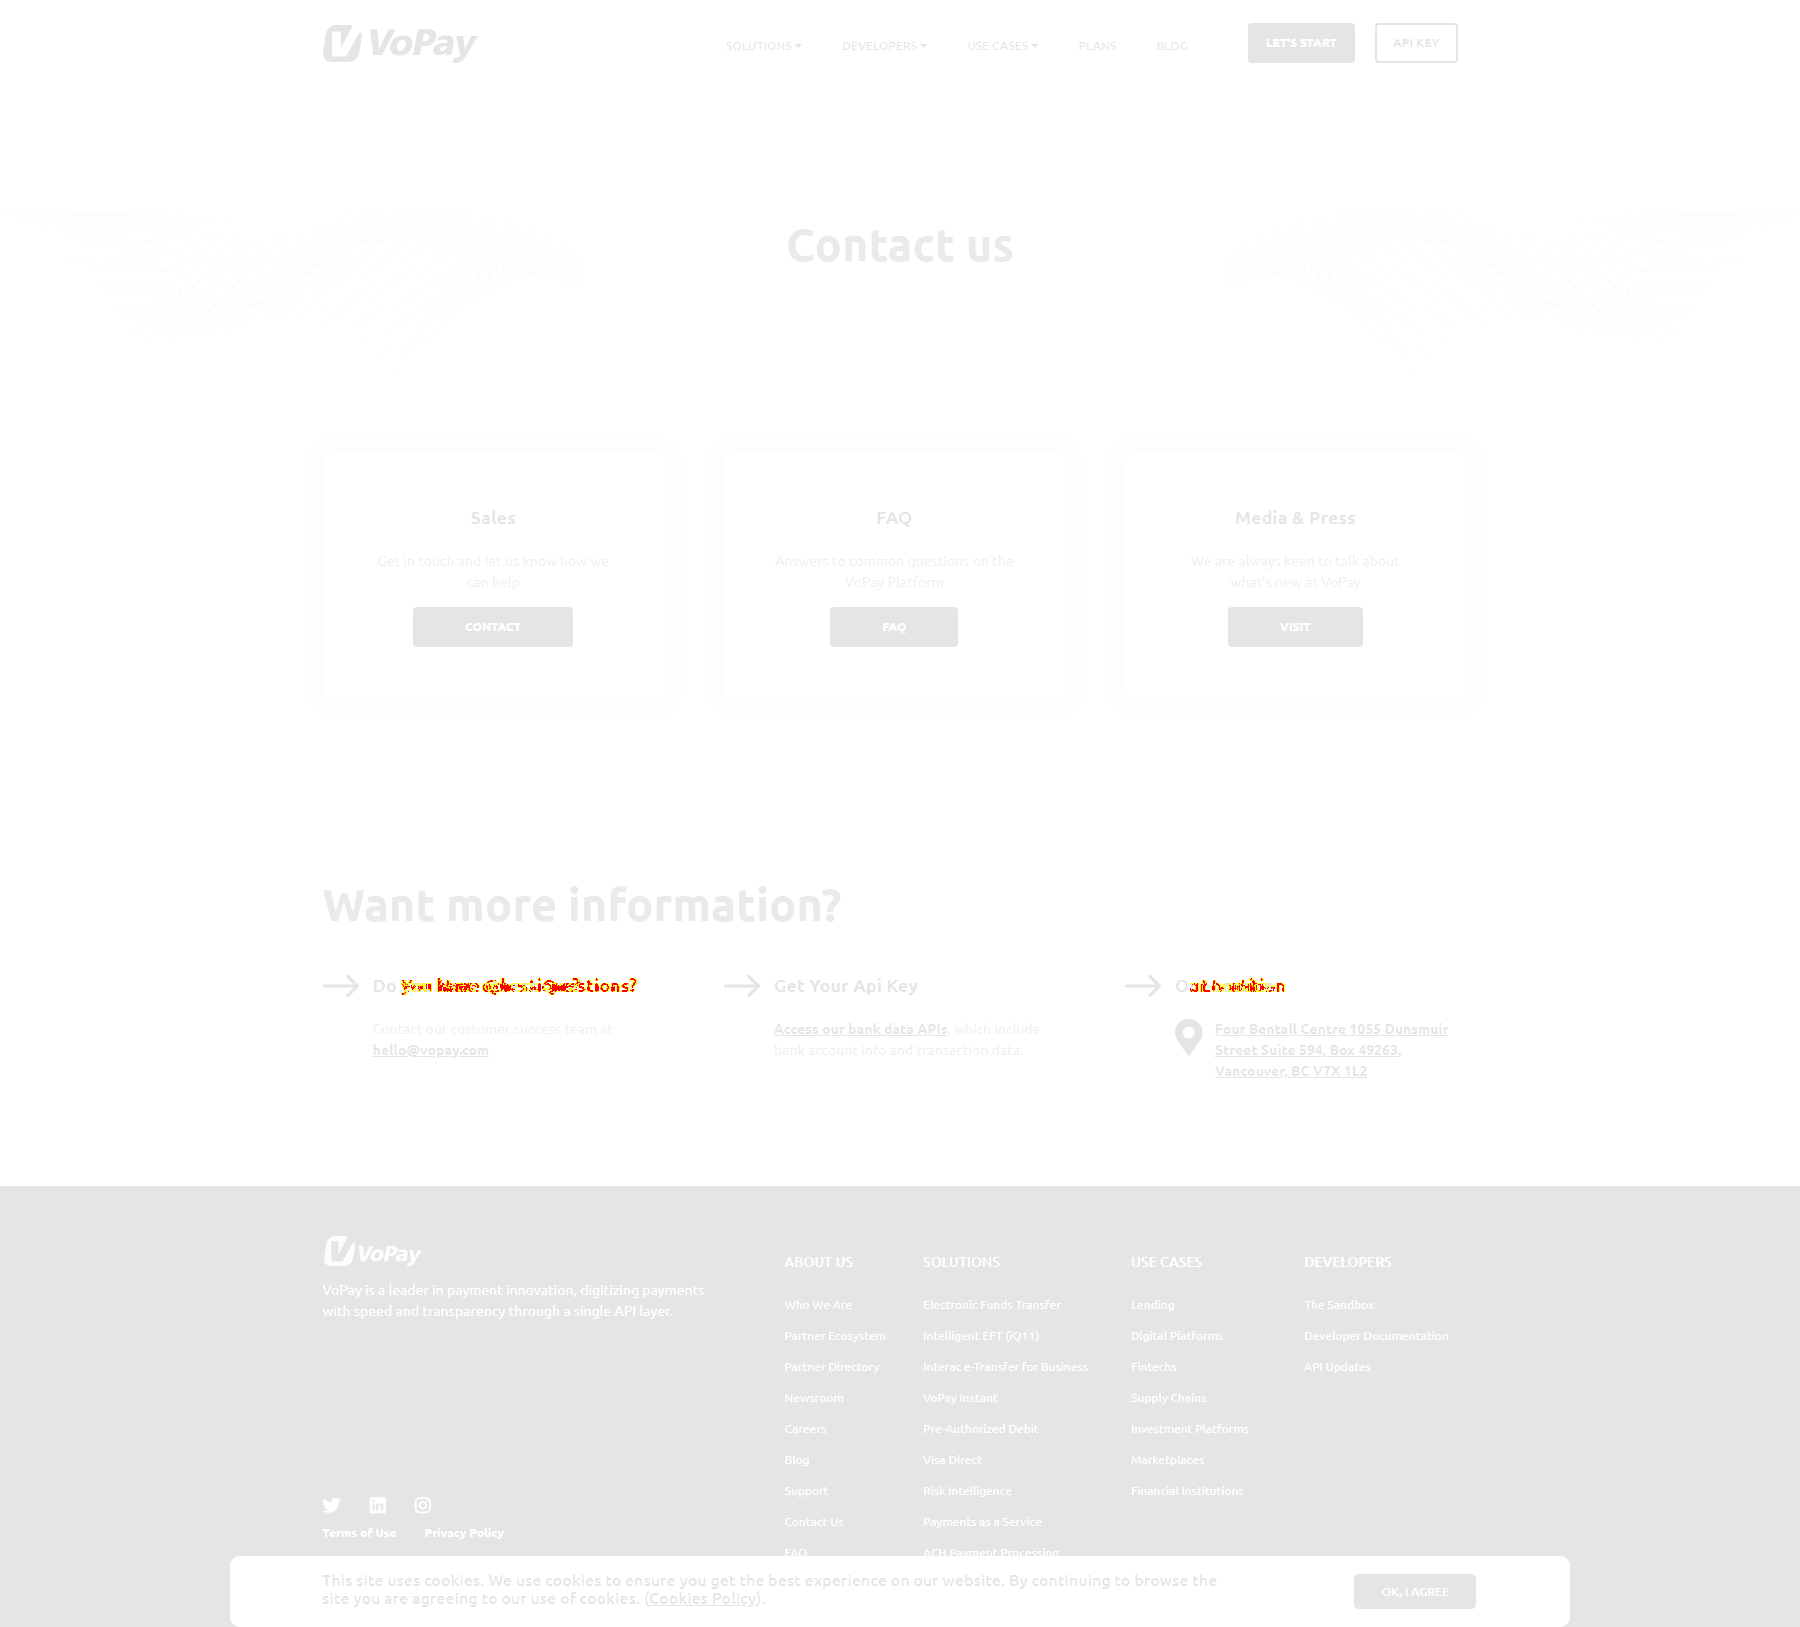 VoPay
SOLUTIONS
DEVELOPERS
USE CASES
PLANS
BLOG
LET'S START
API KEY
Contact us
Sales
Get in touch and let us know how we
can help
CONTACT
FAQ
Answers to common questions on the
VoPay Platform
FAQ
Media & Press
We are always keen to talk about
what's new at VoPay
VISIT
Want more information?
Do
Contact our customer success team at
hello@vopay.com
Get Your Api Key
Access our bank data APIs, which include
bank account info and transaction data.
Four Bentall Centre 1055 Dunsmuir
Street Suite 594, Box 49263,
Vancouver, BC V7X 1L2
VoPay
VoPay is a leader in payment innovation, digitizing payments
with speed and transparency through a single API layer.
Terms of Use
Privacy Policy
ABOUT US
Who We Are
Partner Ecosystem
Partner Directory
Newsroom
Careers
Blog
Support
Contact Us
FAQ
SOLUTIONS
Electronic Funds Transfer
Intelligent EFT (iQ11)
Interac e-Transfer for Business
VoPay Instant
Pre-Authorized Debit
Visa Direct
Risk Intelligence
Payments as a Service
ACH Payment Processing
USE CASES
Lending
Digital Platforms
Fintechs
Supply Chains
Investment Platforms
Marketplaces
Financial Institutions
DEVELOPERS
The Sandbox
Developer Documentation
API Updates
This site uses cookies. We use cookies to ensure you get the best experience on our website. By continuing to browse the
site you are agreeing to our use of cookies. (Cookies Policy).
OK, I AGREE